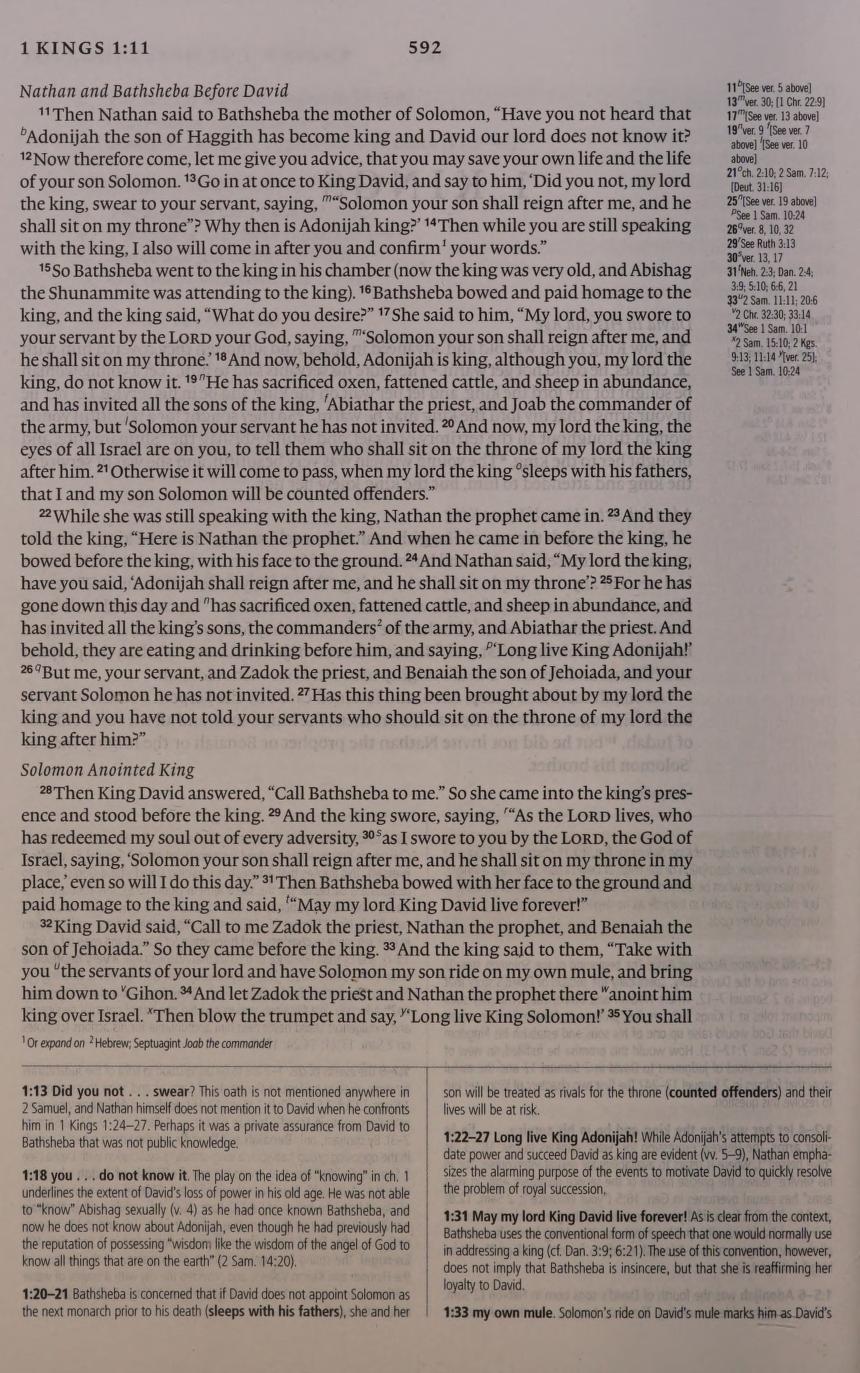 1 KINGS 1:11
592
Nathan and Bathsheba Before David
11 Then Nathan said to Bathsheba the mother of Solomon, “Have you not heard that
bAdonijah the son of Haggith has become king and David our lord does not know it?
12 Now therefore come, let me give you advice, that you may save your own life and the life
of your son Solomon. 13 Go in at once to King David, and say to him, ‘Did you not, my lord
the king, swear to your servant, saying, m“Solomon your son shall reign after me, and he
shall sit on my throne”? Why then is Adonijah king?’ 14 Then while you are still speaking
with the king, I also will come in after you and confirm1 your words.”
15 So Bathsheba went to the king in his chamber (now the king was very old, and Abishag
the Shunammite was attending to the king). 16 Bathsheba bowed and paid homage to the
king, and the king said, “What do you desire?” 17 She said to him, “My lord, you swore to
your servant by the LORD your God, saying, m‘Solomon your son shall reign after me, and
he shall sit on my throne.’ 18 And now, behold, Adonijah is king, although you, my lord the
king, do not know it. 19 nHe has sacrificed oxen, fattened cattle, and sheep in abundance,
and has invited all the sons of the king, fAbiathar the priest, and Joab the commander of
the army, but lSolomon your servant he has not invited. 20 And now, my lord the king, the
eyes of all Israel are on you, to tell them who shall sit on the throne of my lord the king
after him. 21 Otherwise it will come to pass, when my lord the king osleeps with his fathers,
that I and my son Solomon will be counted offenders.”
22 While she was still speaking with the king, Nathan the prophet came in. 23 And they
told the king, “Here is Nathan the prophet.” And when he came in before the king, he
bowed before the king, with his face to the ground. 24 And Nathan said, “My lord the king,
have you said, ‘Adonijah shall reign after me, and he shall sit on my throne’? 25 For he has
gone down this day and nhas sacrificed oxen, fattened cattle, and sheep in abundance, and
has invited all the king’s sons, the commanders2 of the army, and Abiathar the priest. And
behold, they are eating and drinking before him, and saying, p‘Long live King Adonijah!’
26 qBut me, your servant, and Zadok the priest, and Benaiah the son of Jehoiada, and your
servant Solomon he has not invited. 27 Has this thing been brought about by my lord the
king and you have not told your servants who should sit on the throne of my lord the
king after him?”
Solomon Anointed King
28 Then King David answered, “Call Bathsheba to me.” So she came into the king’s pres-
ence and stood before the king. 29 And the king swore, saying, r“As the LORD lives, who
has redeemed my soul out of every adversity, 30 sas I swore to you by the LORD, the God of
Israel, saying, ‘Solomon your son shall reign after me, and he shall sit on my throne in my
place,’ even so will I do this day.” 31 Then Bathsheba bowed with her face to the ground and
paid homage to the king and said, t“May my lord King David live forever!”
32 King David said, “Call to me Zadok the priest, Nathan the prophet, and Benaiah the
son of Jehoiada.” So they came before the king. 33 And the king said to them, “Take with
you uthe servants of your lord and have Solomon my son ride on my own mule, and bring
him down to vGihon. 34 And let Zadok the priest and Nathan the prophet there wanoint him
king over Israel. xThen blow the trumpet and say, y‘Long live King Solomon!’ 35 You shall
1 Or expand on 2 Hebrew; Septuagint Joab the commander
11 b[See ver. 5 above]
13 mver. 30; [1 Chr. 22:9]
17 m[See ver. 13 above]
19 nver. 9 f[See ver. 7
above] l[See ver. 10
above]
21 och. 2:10; 2 Sam. 7:12;
[Deut. 31:16]
25 n[See ver. 19 above]
pSee 1 Sam. 10:24
26 qver. 8, 10, 32
29 rSee Ruth 3:13
30 sver. 13, 17
31 tNeh. 2:3; Dan. 2:4;
3:9; 5:10; 6:6, 21
33 u2 Sam. 11:11; 20:6
v2 Chr. 32:30; 33:14
34 wSee 1 Sam. 10:1
x2 Sam. 15:10; 2 Kgs.
9:13; 11:14 y[ver. 25];
See 1 Sam. 10:24
1:13 Did you not . . . swear? This oath is not mentioned anywhere in
2 Samuel, and Nathan himself does not mention it to David when he confronts
him in 1 Kings 1:24–27. Perhaps it was a private assurance from David to
Bathsheba that was not public knowledge.
1:18 you . . . do not know it. The play on the idea of “knowing” in ch. 1
underlines the extent of David’s loss of power in his old age. He was not able
to “know” Abishag sexually (v. 4) as he had once known Bathsheba, and
now he does not know about Adonijah, even though he had previously had
the reputation of possessing “wisdom like the wisdom of the angel of God to
know all things that are on the earth” (2 Sam. 14:20).
1:20–21 Bathsheba is concerned that if David does not appoint Solomon as
the next monarch prior to his death (sleeps with his fathers), she and her
son will be treated as rivals for the throne (counted offenders) and their
lives will be at risk.
1:22–27 Long live King Adonijah! While Adonijah’s attempts to consoli-
date power and succeed David as king are evident (vv. 5–9), Nathan empha-
sizes the alarming purpose of the events to motivate David to quickly resolve
the problem of royal succession.
1:31 May my lord King David live forever! As is clear from the context,
Bathsheba uses the conventional form of speech that one would normally use
in addressing a king (cf. Dan. 3:9; 6:21). The use of this convention, however,
does not imply that Bathsheba is insincere, but that she is reaffirming her
loyalty to David.
1:33 my own mule. Solomon’s ride on David’s mule marks him as David’s